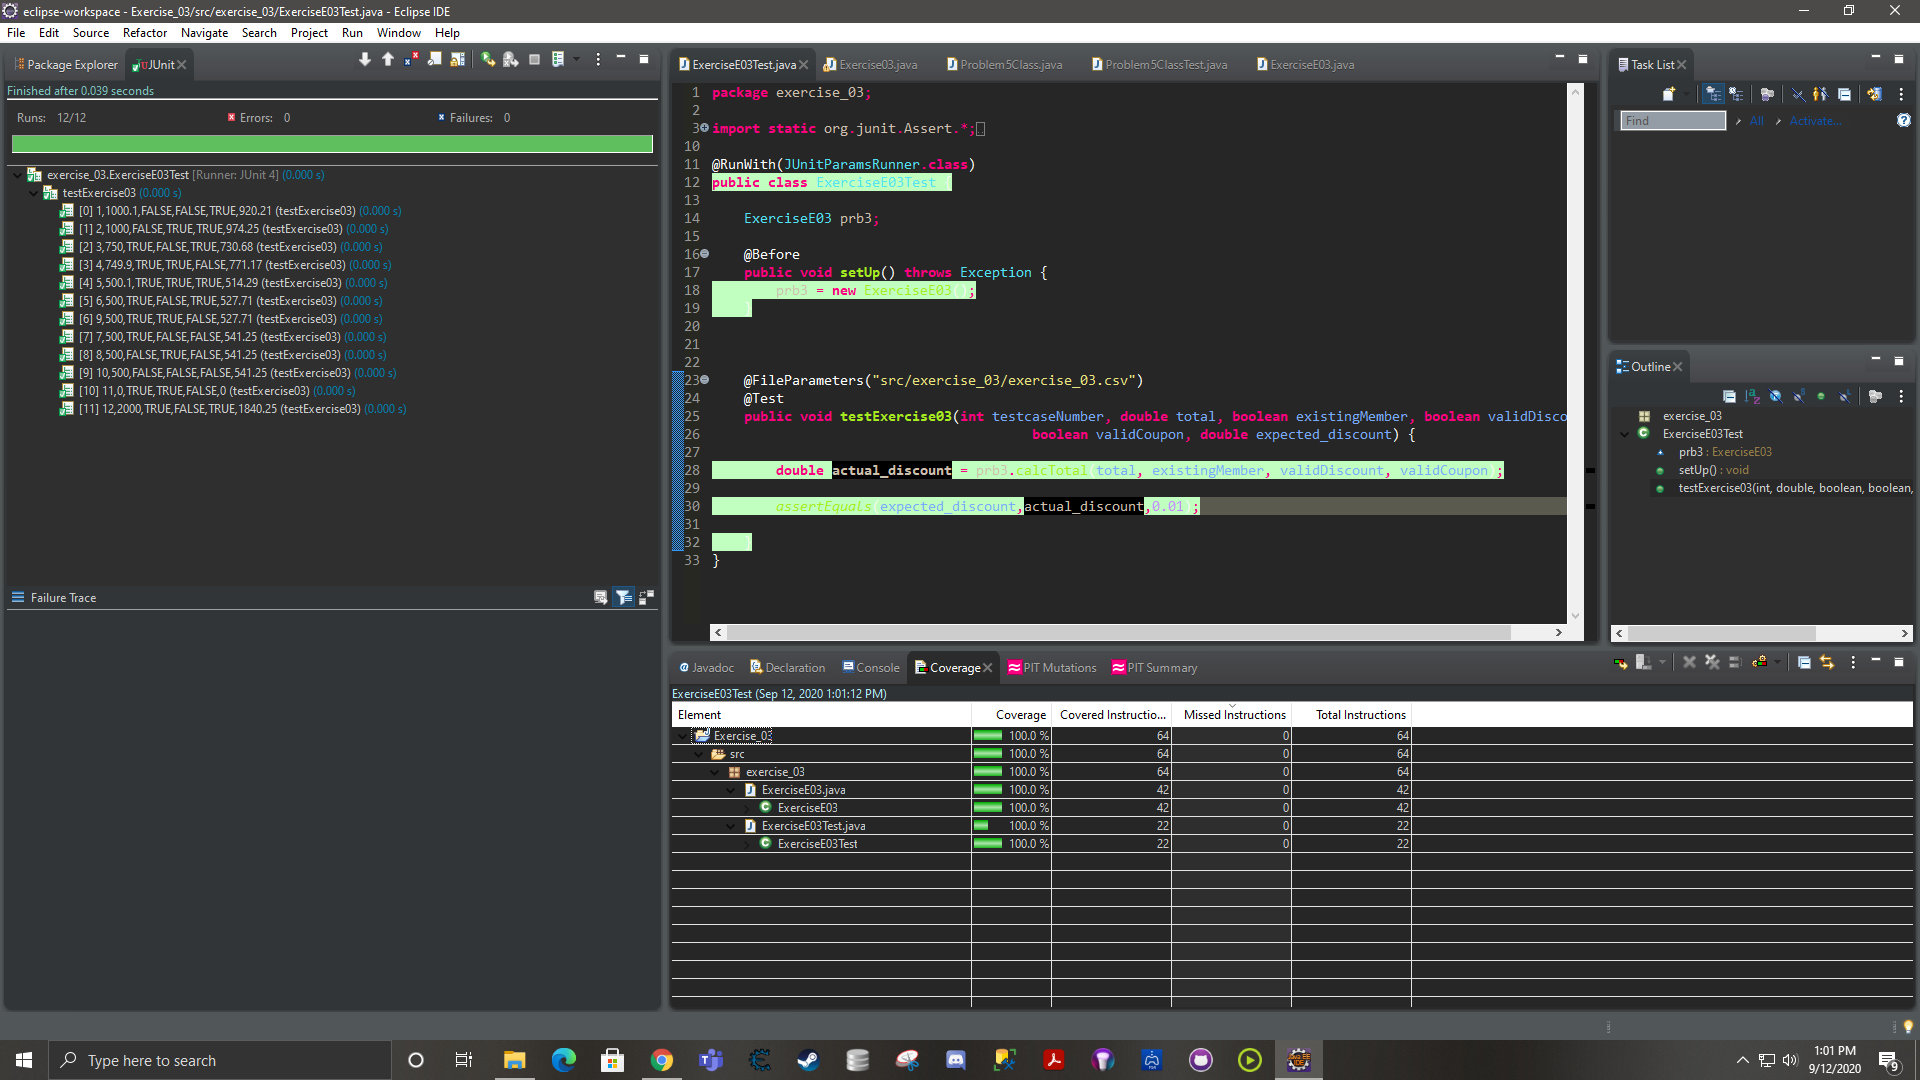 eclipse-workspace - Exercise_03/src/exercise_03/ExerciseE03Test.java - Eclipse IDE
File Edit Source Refactor Navigate Search Project Run Window Help
Package Explorer JUnit
Finished after 0.039 seconds
Runs: 12/12 Errors: 0 Failures: 0
exercise_03.ExerciseE03Test [Runner: JUnit 4] (0.000 s)
testExercise03 (0.000 s)
[0] 1,1000.1,FALSE,FALSE,TRUE,920.21 (testExercise03) (0.000 s)
[1] 2,1000,FALSE,TRUE,TRUE,974.25 (testExercise03) (0.000 s)
[2] 3,750,TRUE,FALSE,TRUE,730.68 (testExercise03) (0.000 s)
[3] 4,749.9,TRUE,TRUE,FALSE,771.17 (testExercise03) (0.000 s)
[4] 5,500.1,TRUE,TRUE,TRUE,514.29 (testExercise03) (0.000 s)
[5] 6,500,TRUE,FALSE,TRUE,527.71 (testExercise03) (0.000 s)
[6] 9,500,TRUE,TRUE,FALSE,527.71 (testExercise03) (0.000 s)
[7] 7,500,TRUE,FALSE,FALSE,541.25 (testExercise03) (0.000 s)
[8] 8,500,FALSE,TRUE,FALSE,541.25 (testExercise03) (0.000 s)
[9] 10,500,FALSE,FALSE,FALSE,541.25 (testExercise03) (0.000 s)
[10] 11,0,TRUE,TRUE,FALSE,0 (testExercise03) (0.000 s)
[11] 12,2000,TRUE,FALSE,TRUE,1840.25 (testExercise03) (0.000 s)
Failure Trace
ExerciseE03Test.java Exercise03.java Problem5Class.java Problem5ClassTest.java ExerciseE03.java
1 package exercise_03;
2
3 import static org.junit.Assert.*;
10
11 @RunWith(JUnitParamsRunner.class)
12 public class ExerciseE03Test {
13
14 ExerciseE03 prb3;
15
16 @Before
17 public void setUp() throws Exception {
18 prb3 = new ExerciseE03();
19 }
20
21
22
23 @FileParameters("src/exercise_03/exercise_03.csv")
24 @Test
25 public void testExercise03(int testcaseNumber, double total, boolean existingMember, boolean validDisco
26 boolean validCoupon, double expected_discount) {
27
28 double actual_discount = prb3.calcTotal(total, existingMember, validDiscount, validCoupon);
29
30 assertEquals(expected_discount,actual_discount,0.01);
31
32 }
33 }
Task List
Find All Activate...
Outline
exercise_03
ExerciseE03Test
prb3 : ExerciseE03
setUp() : void
testExercise03(int, double, boolean, boolean,
Javadoc Declaration Console Coverage PIT Mutations PIT Summary
ExerciseE03Test (Sep 12, 2020 1:01:12 PM)
Element Coverage Covered Instructio... Missed Instructions Total Instructions
Exercise_03 100.0 % 64 0 64
src 100.0 % 64 0 64
exercise_03 100.0 % 64 0 64
ExerciseE03.java 100.0 % 42 0 42
ExerciseE03 100.0 % 42 0 42
ExerciseE03Test.java 100.0 % 22 0 22
ExerciseE03Test 100.0 % 22 0 22
Type here to search
1:01 PM
9/12/2020
9